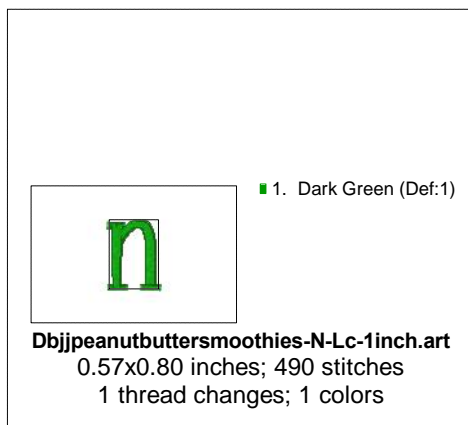 1. Dark Green (Def:1)
n
Dbjjpeanutbuttersmoothies-N-Lc-1inch.art
0.57x0.80 inches; 490 stitches
1 thread changes; 1 colors